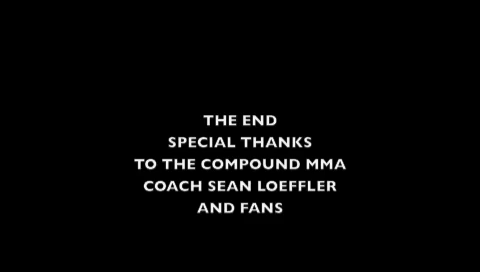 THE END
SPECIAL THANKS
TO THE COMPOUND MMA
COACH SEAN LOEFFLER
AND FANS